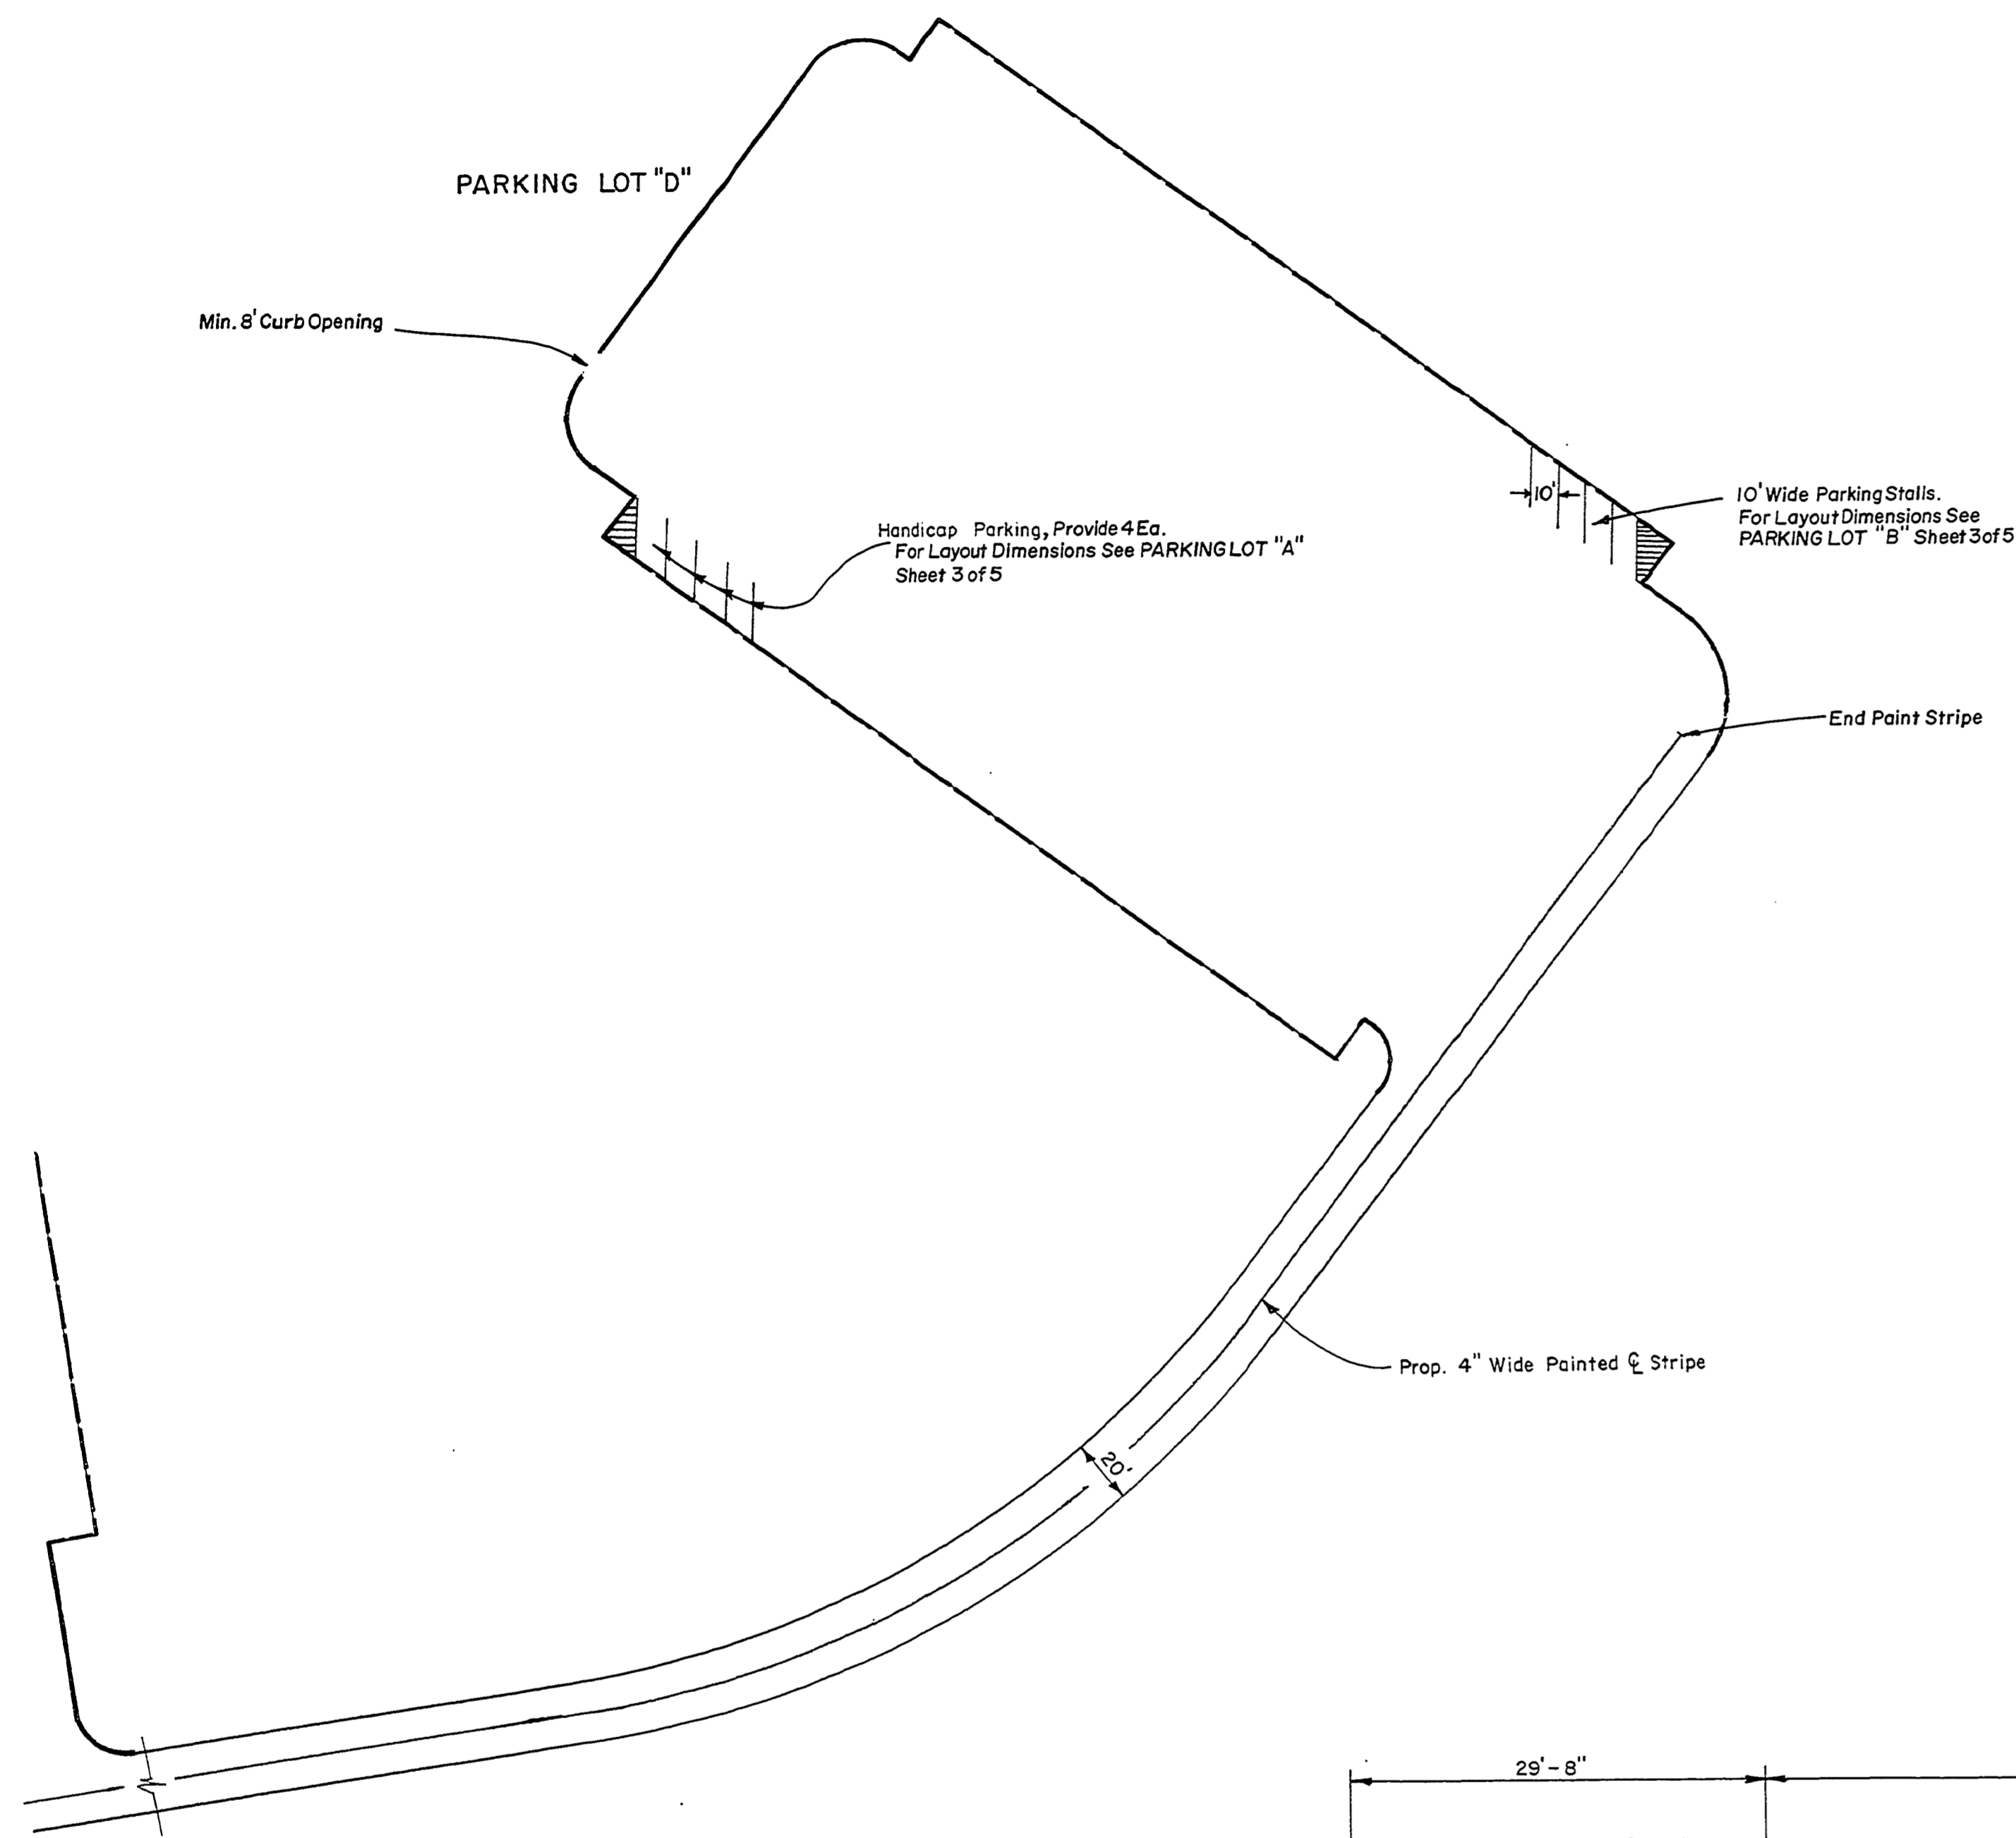 PARKING LOT "D"
Min. 8' Curb Opening
10'
10' Wide Parking Stalls.
For Layout Dimensions See
PARKING LOT "B" Sheet 3 of 5
Handicap Parking, Provide 4 Ea.
For Layout Dimensions See PARKING LOT "A"
Sheet 3 of 5
End Paint Stripe
Prop. 4" Wide Painted ℄ Stripe
20'
29'-8"